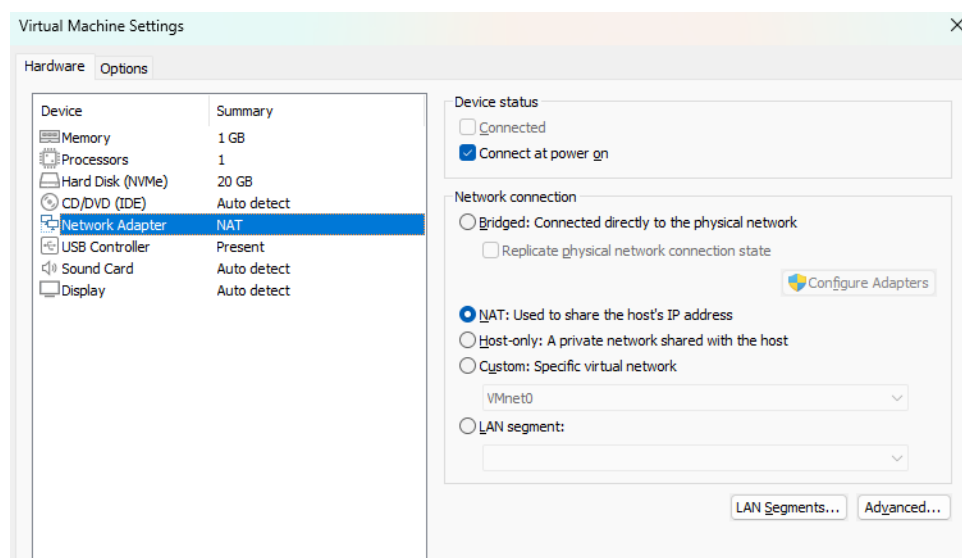 Virtual Machine Settings
Hardware Options
Device Summary
Memory 1 GB
Processors 1
Hard Disk (NVMe) 20 GB
CD/DVD (IDE) Auto detect
Network Adapter NAT
USB Controller Present
Sound Card Auto detect
Display Auto detect
Device status
Connected
Connect at power on
Network connection
Bridged: Connected directly to the physical network
Replicate physical network connection state
Configure Adapters
NAT: Used to share the host's IP address
Host-only: A private network shared with the host
Custom: Specific virtual network
VMnet0
LAN segment:
LAN Segments... Advanced...